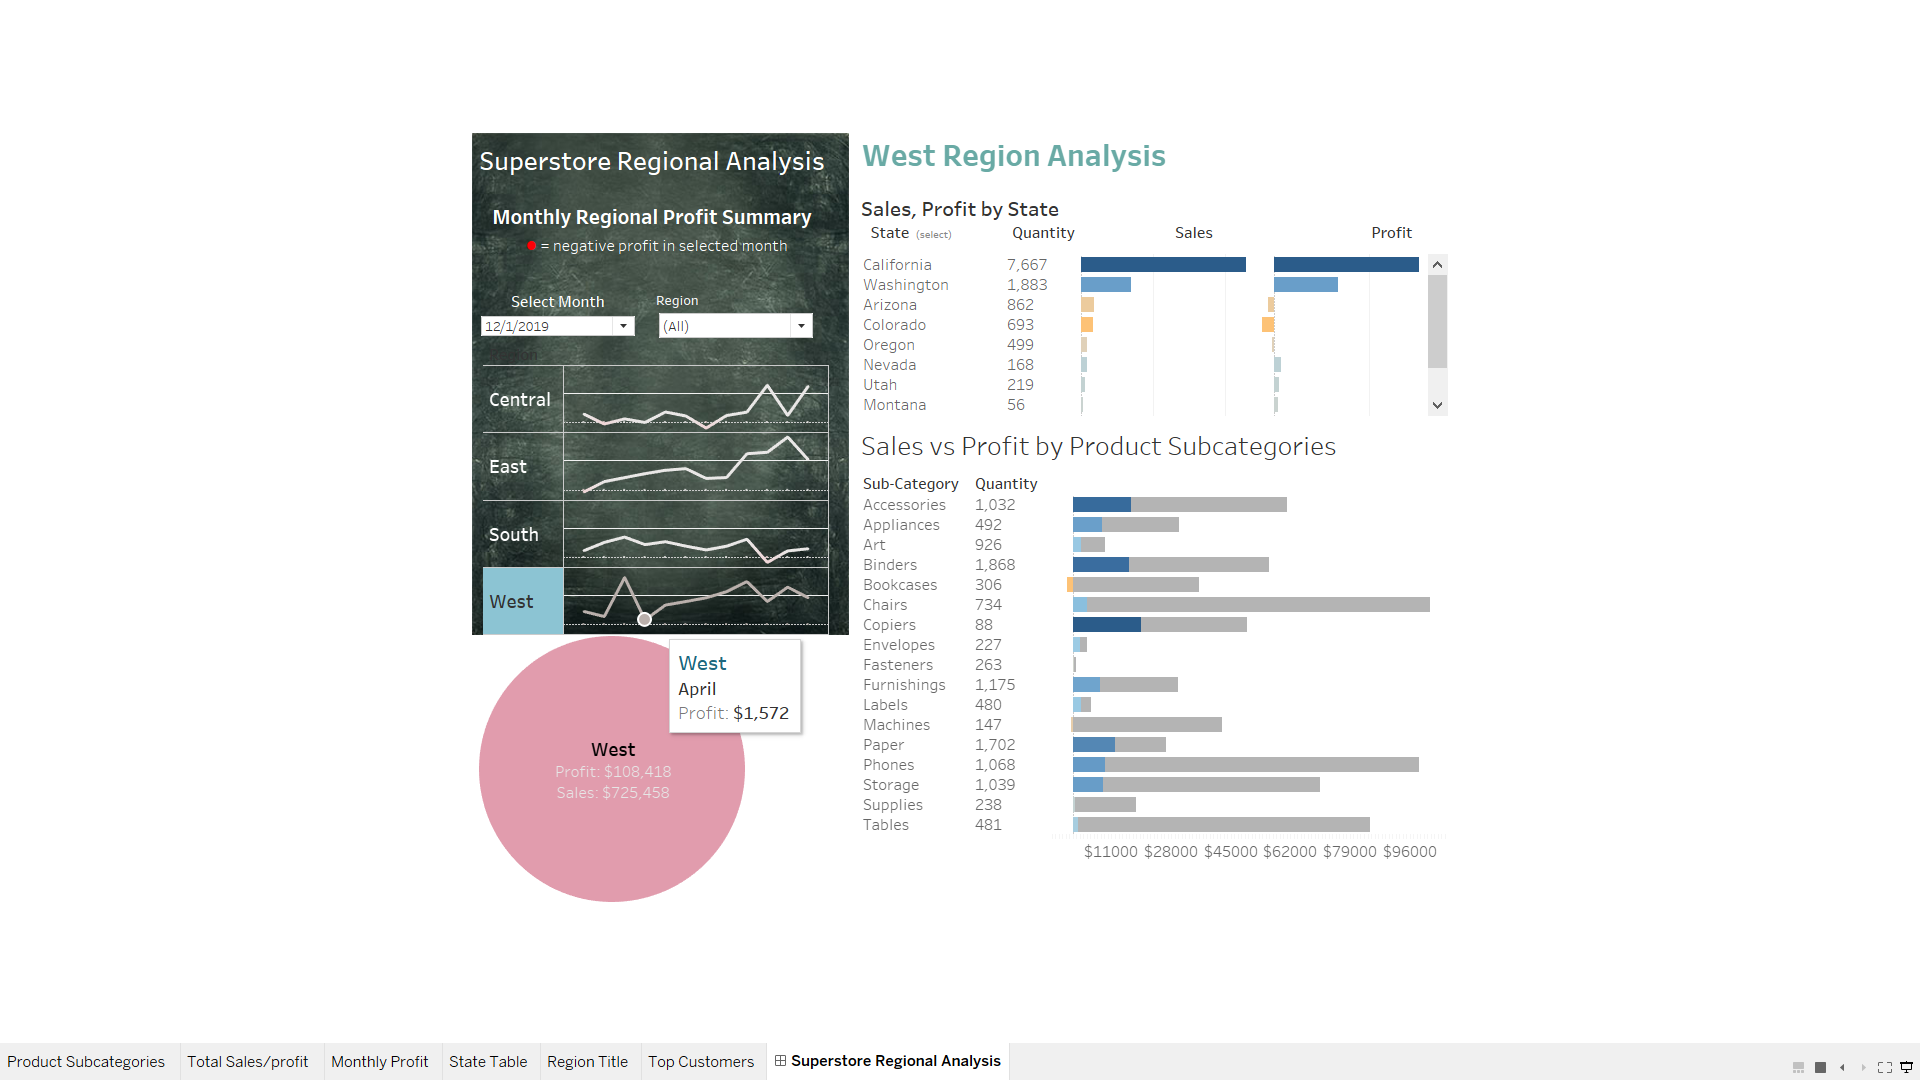 Superstore Regional Analysis
Monthly Regional Profit Summary
= negative profit in selected month
Select Month
Region
12/1/2019
(All)
Central
East
South
West
West
April
Profit: $1,572
West
Profit: $108,418
Sales: $725,458
West Region Analysis
Sales, Profit by State
State (select) Quantity Sales Profit
California 7,667
Washington 1,883
Arizona 862
Colorado 693
Oregon 499
Nevada 168
Utah 219
Montana 56
Sales vs Profit by Product Subcategories
Sub-Category Quantity
Accessories 1,032
Appliances 492
Art 926
Binders 1,868
Bookcases 306
Chairs 734
Copiers 88
Envelopes 227
Fasteners 263
Furnishings 1,175
Labels 480
Machines 147
Paper 1,702
Phones 1,068
Storage 1,039
Supplies 238
Tables 481
$11000 $28000 $45000 $62000 $79000 $96000
Product Subcategories Total Sales/profit Monthly Profit State Table Region Title Top Customers Superstore Regional Analysis